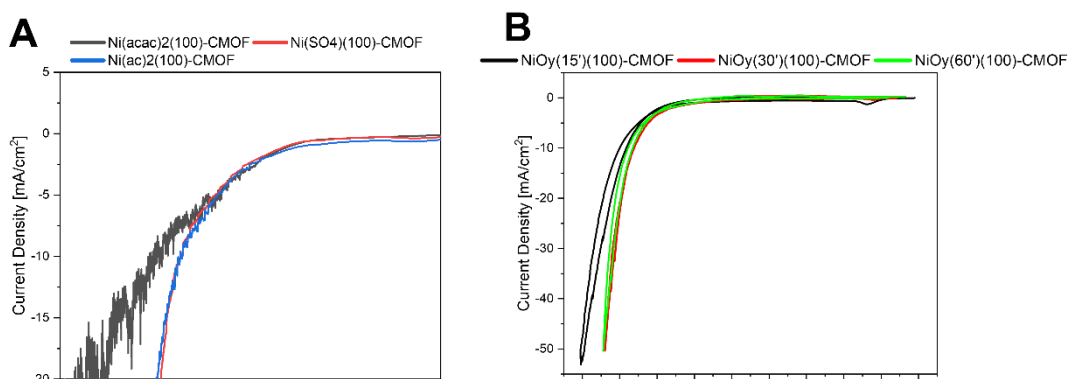 A
Ni(acac)2(100)-CMOF Ni(SO4)(100)-CMOF
Ni(ac)2(100)-CMOF
5
0
-5
-10
-15
-20
Current Density [mA/cm²]
B
NiOy(15')(100)-CMOF NiOy(30')(100)-CMOF NiOy(60')(100)-CMOF
0
-10
-20
-30
-40
-50
Current Density [mA/cm²]